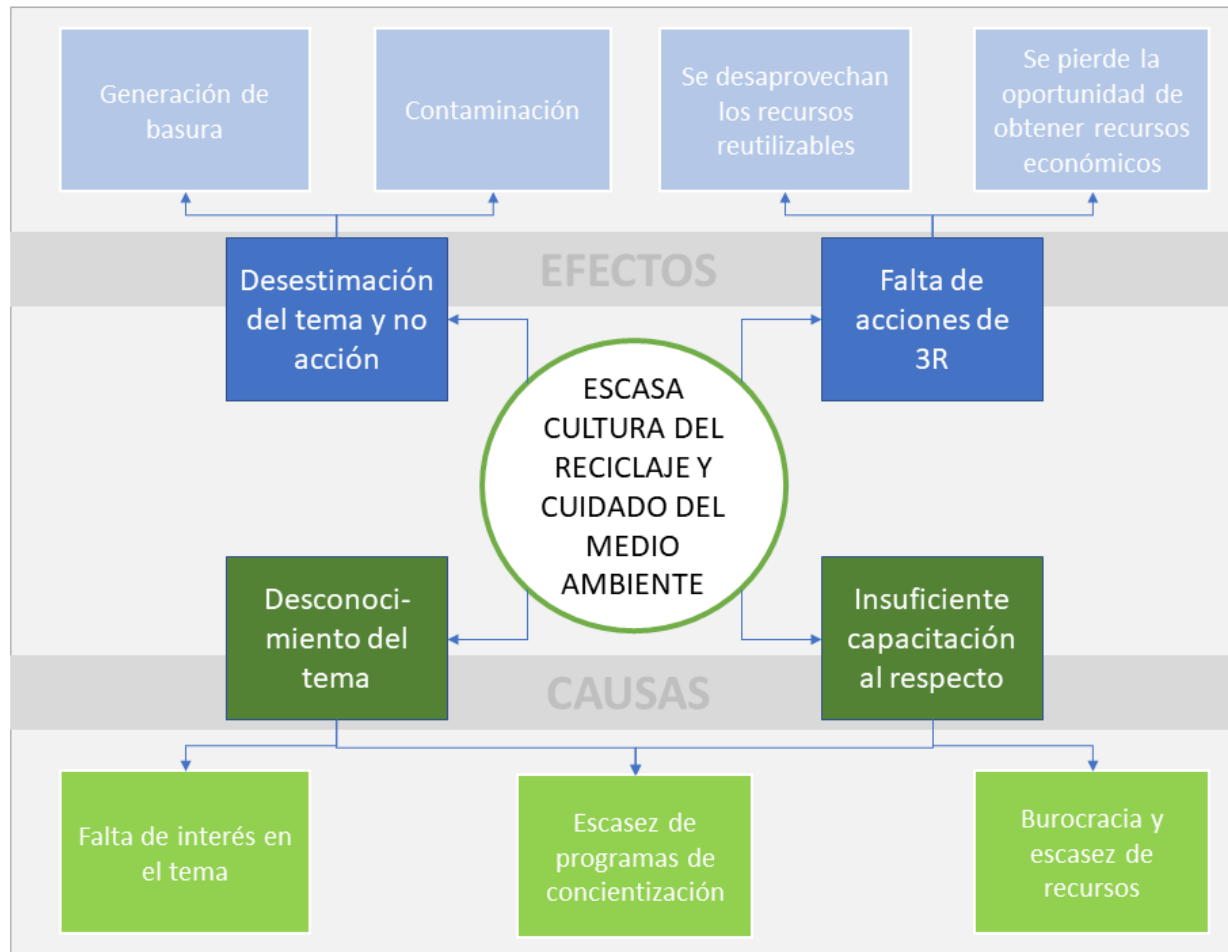 Generación de
basura
Contaminación
Se desaprovechan
los recursos
reutilizables
Se pierde la
oportunidad de
obtener recursos
económicos
EFECTOS
Desestimación
del tema y no
acción
Falta de
acciones de
3R
ESCASA
CULTURA DEL
RECICLAJE Y
CUIDADO DEL
MEDIO
AMBIENTE
Desconoci-
miento del
tema
Insuficiente
capacitación
al respecto
CAUSAS
Falta de interés en
el tema
Escasez de
programas de
concientización
Burocracia y
escasez de
recursos